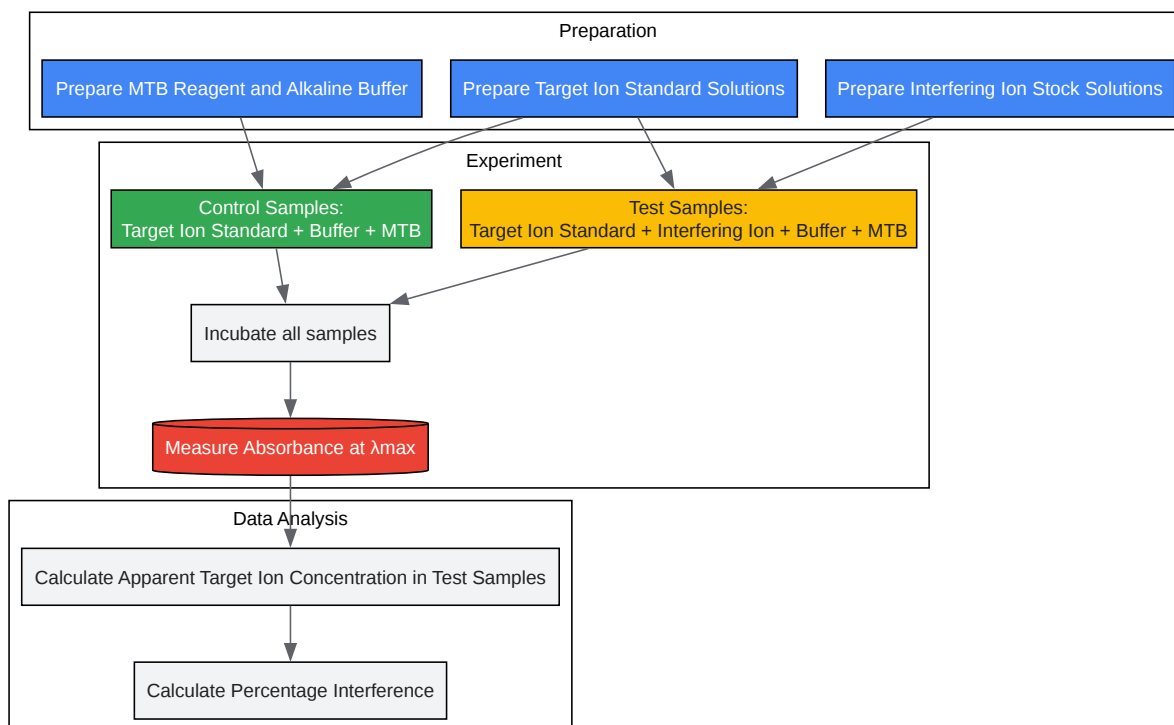 Preparation
Prepare MTB Reagent and Alkaline Buffer
Prepare Target Ion Standard Solutions
Prepare Interfering Ion Stock Solutions
Experiment
Control Samples:
Target Ion Standard + Buffer + MTB
Test Samples:
Target Ion Standard + Interfering Ion + Buffer + MTB
Incubate all samples
Measure Absorbance at λmax
Data Analysis
Calculate Apparent Target Ion Concentration in Test Samples
Calculate Percentage Interference